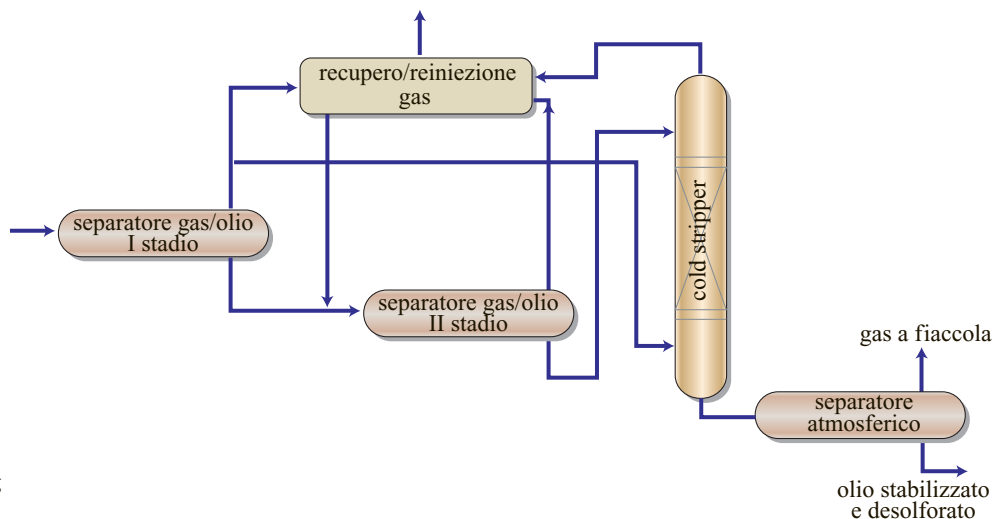 recupero/reiniezione
gas
separatore gas/olio
I stadio
separatore gas/olio
II stadio
cold stripper
gas a fiaccola
separatore
atmosferico
olio stabilizzato
e desolforato